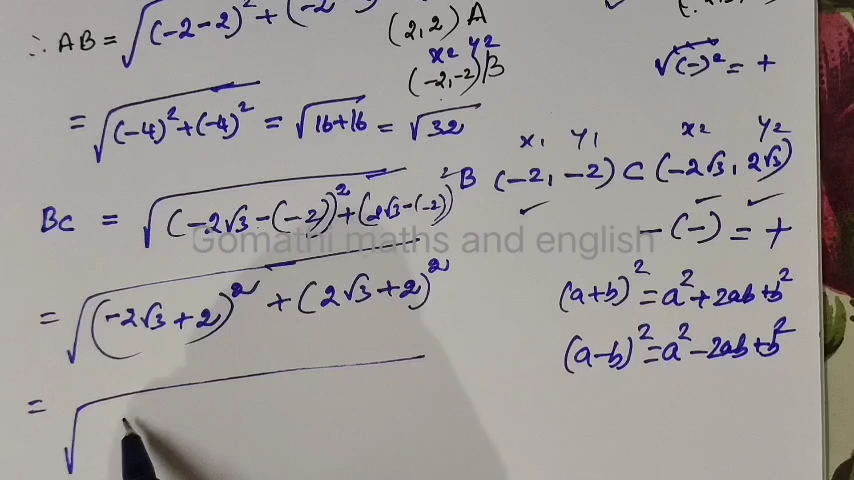 ∴ AB = √(-2-2)² + (-2
(2, 2) A
x2 y2
(-2, -2) B
√(-)² = +
= √(-4)² + (-4)² = √16+16 = √32
x1 y1 x2 y2
B (-2, -2) C (-2√3, 2√3)
BC = √(-2√3-(-2))² + (2√3-(-2))²
-(-) = +
Gomathi maths and english
= √(-2√3+2)² + (2√3+2)²
(a+b)² = a²+2ab+b²
(a-b)² = a²-2ab+b²
= √